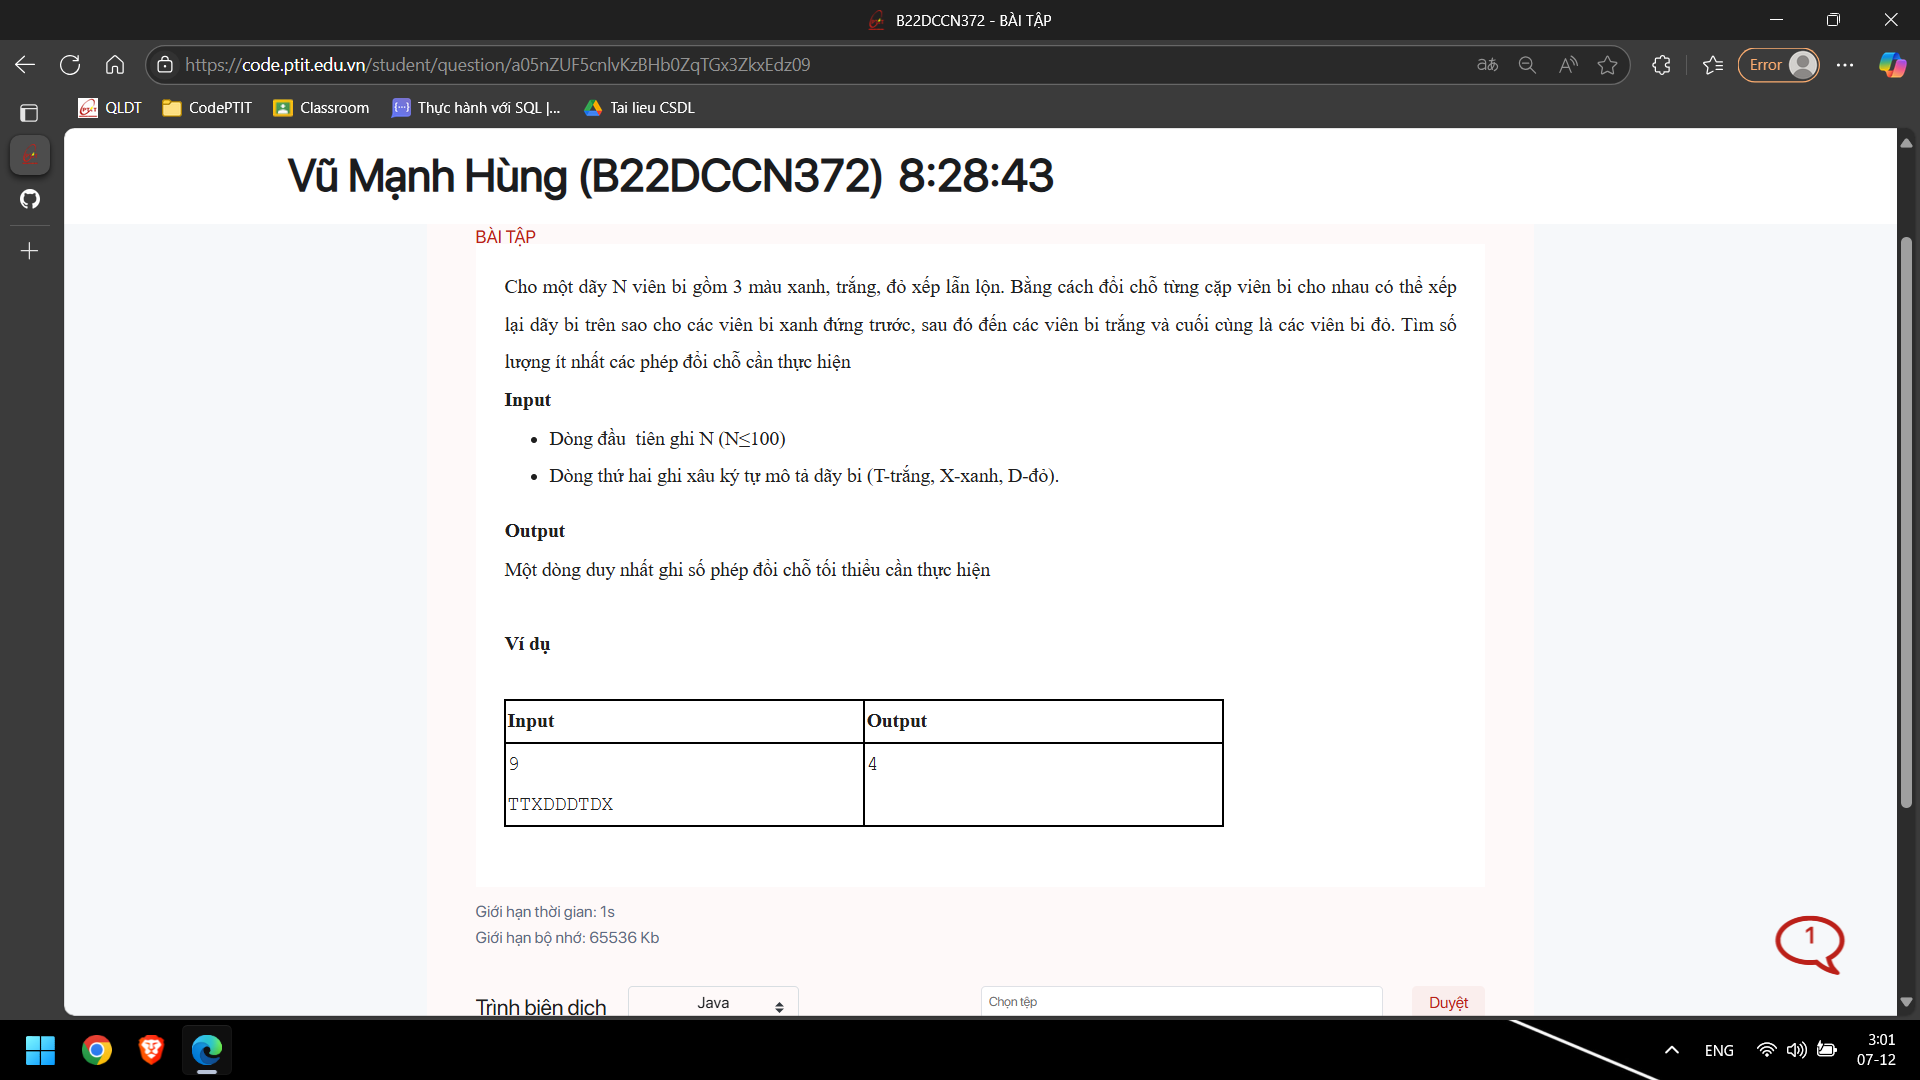 B22DCCN372 - BÀI TẬP
https://code.ptit.edu.vn/student/question/a05nZUF5cnlvKzBHb0ZqTGx3ZkxEdz09
Error
QLDT CodePTIT Classroom Thực hành với SQL |... Tai lieu CSDL
Vũ Mạnh Hùng (B22DCCN372) 8:28:43
BÀI TẬP
Cho một dãy N viên bi gồm 3 màu xanh, trắng, đỏ xếp lẫn lộn. Bằng cách đổi chỗ từng cặp viên bi cho nhau có thể xếp
lại dãy bi trên sao cho các viên bi xanh đứng trước, sau đó đến các viên bi trắng và cuối cùng là các viên bi đỏ. Tìm số
lượng ít nhất các phép đổi chỗ cần thực hiện
Input
• Dòng đầu  tiên ghi N (N≤100)
• Dòng thứ hai ghi xâu ký tự mô tả dãy bi (T-trắng, X-xanh, D-đỏ).
Output
Một dòng duy nhất ghi số phép đổi chỗ tối thiểu cần thực hiện
Ví dụ
Input Output
9 4
TTXDDDTDX
Giới hạn thời gian: 1s
Giới hạn bộ nhớ: 65536 Kb
1
Trình biên dịch Java Chọn tệp Duyệt
ENG
3:01
07-12